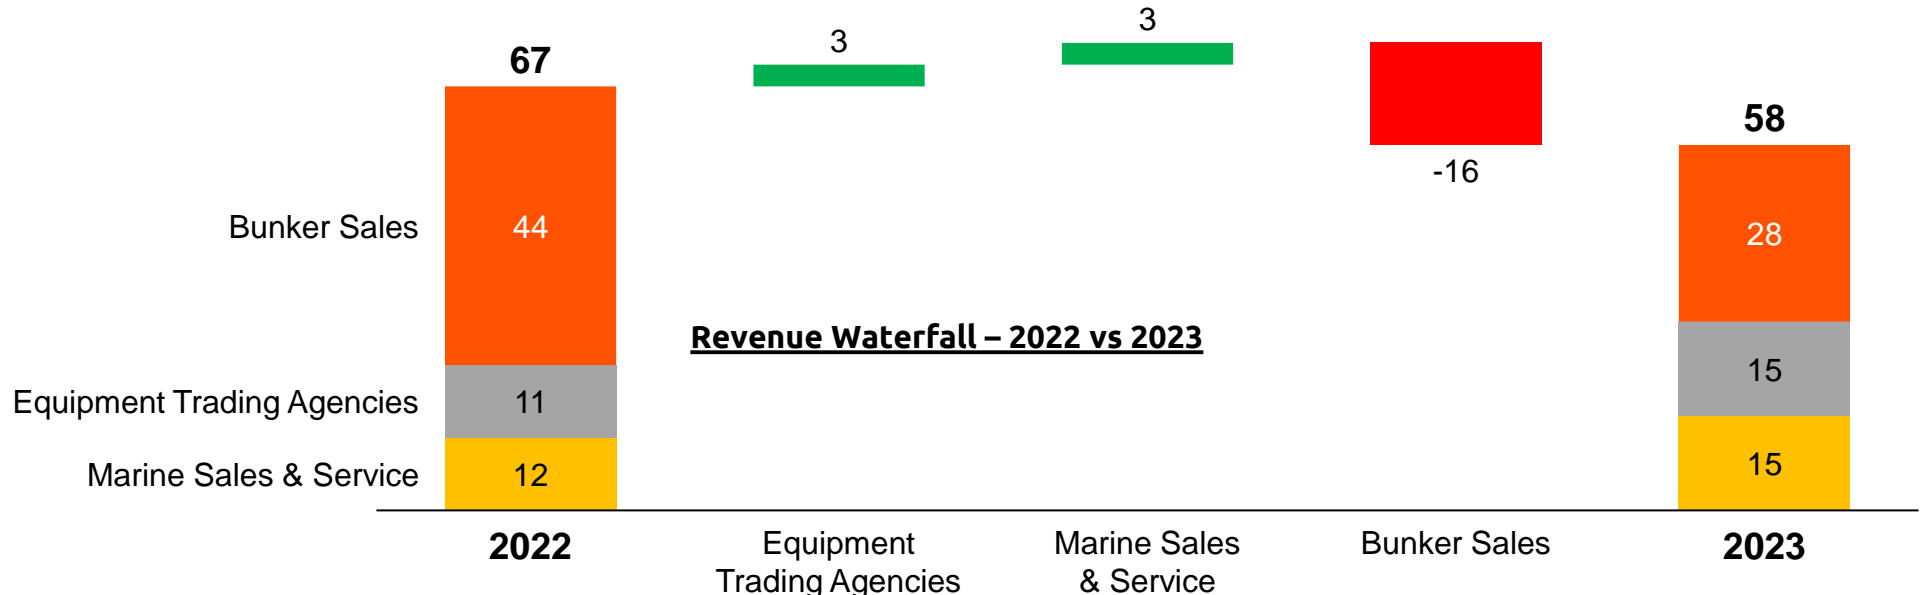 3
3
67
58
-16
Bunker Sales
44
28
Revenue Waterfall – 2022 vs 2023
15
Equipment Trading Agencies
11
Marine Sales & Service
12
15
2022
Equipment
Trading Agencies
Marine Sales
& Service
Bunker Sales
2023